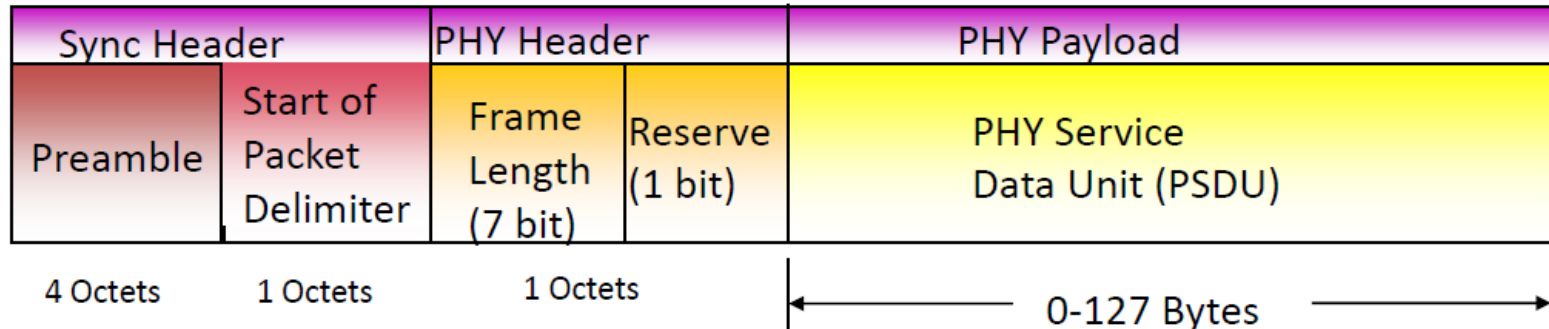 Sync Header
PHY Header
PHY Payload
Preamble
Start of
Packet
Delimiter
Frame
Length
(7 bit)
Reserve
(1 bit)
PHY Service
Data Unit (PSDU)
4 Octets
1 Octets
1 Octets
0-127 Bytes